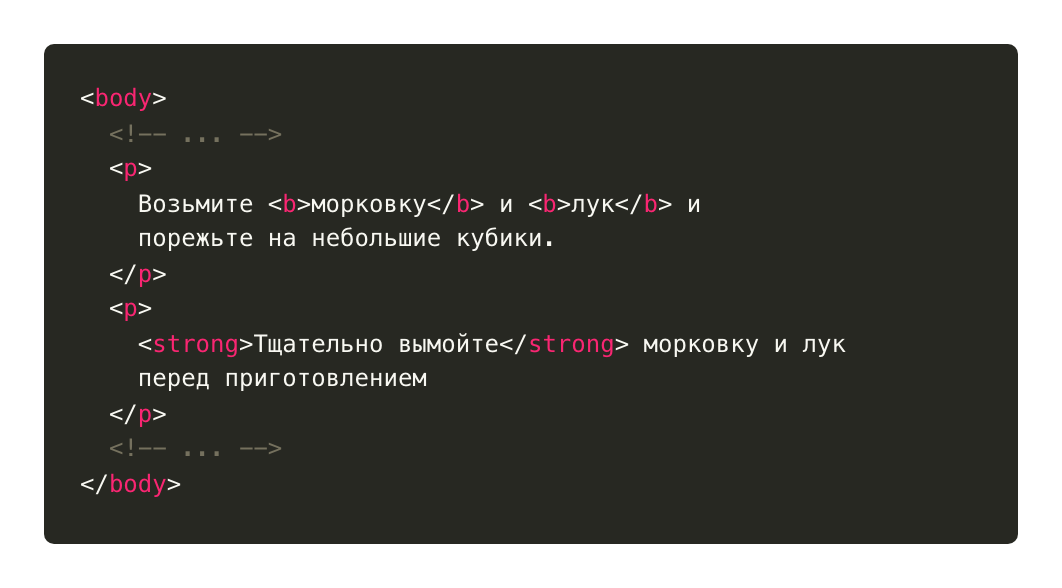 <body>
<!-- ... -->
<p>
Возьмите <b>морковку</b> и <b>лук</b> и
порежьте на небольшие кубики.
</p>
<p>
<strong>Тщательно вымойте</strong> морковку и лук
перед приготовлением
</p>
<!-- ... -->
</body>